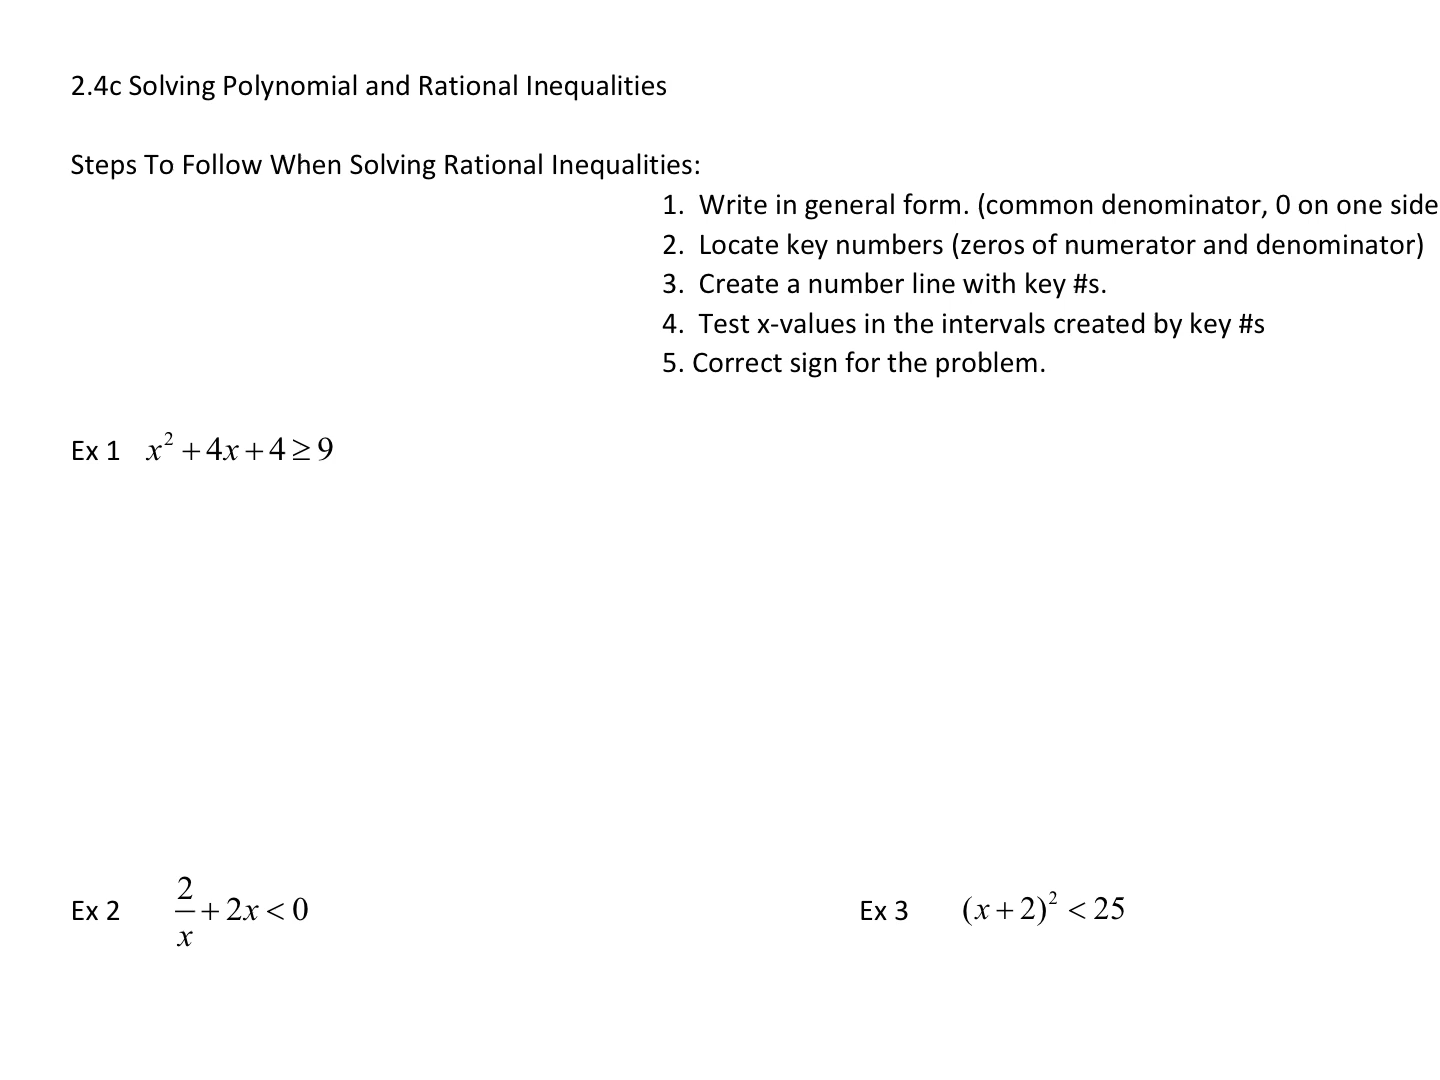 2.4c Solving Polynomial and Rational Inequalities
Steps To Follow When Solving Rational Inequalities:
1. Write in general form. (common denominator, 0 on one side
2. Locate key numbers (zeros of numerator and denominator)
3. Create a number line with key #s.
4. Test x-values in the intervals created by key #s
5. Correct sign for the problem.
Ex 1 x² + 4x + 4 ≥ 9
Ex 2 2/x + 2x < 0
Ex 3 (x + 2)² < 25